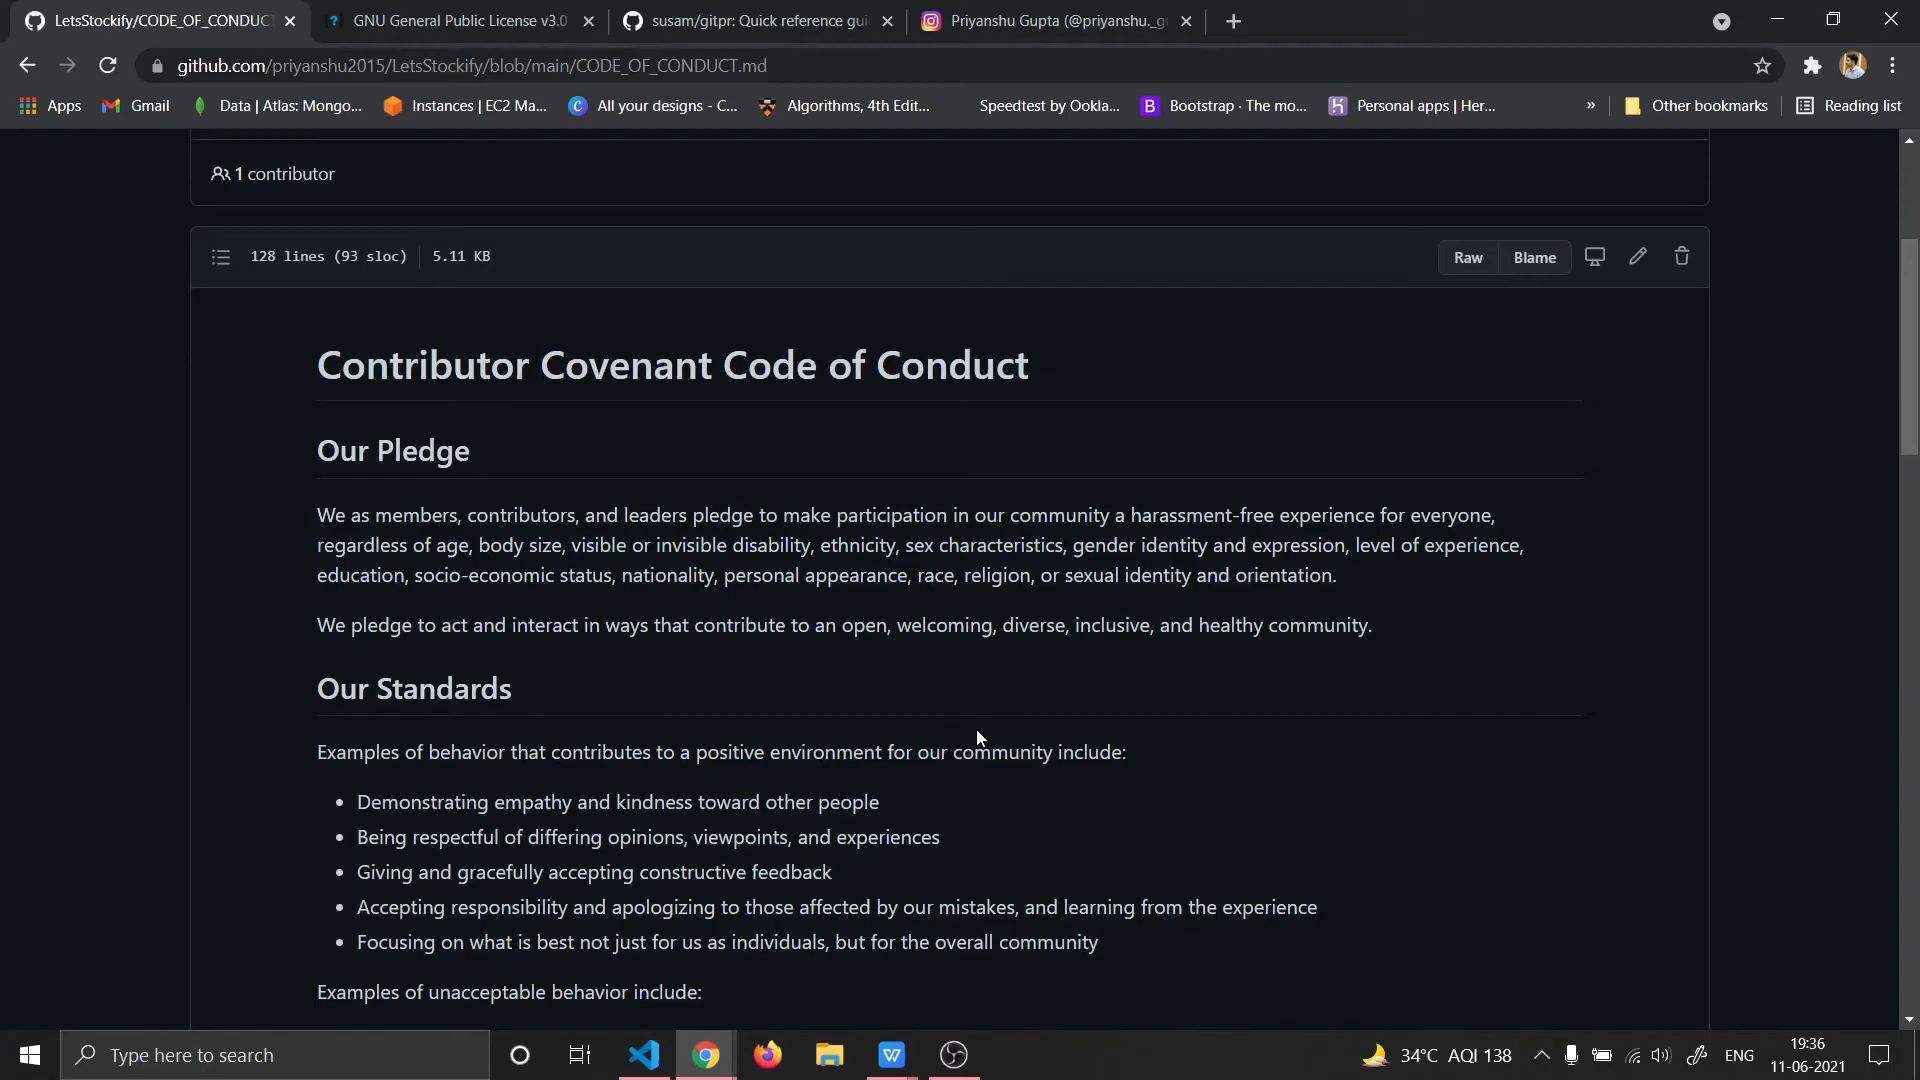 LetsStockify/CODE_OF_CONDUCT
GNU General Public License v3.0
susam/gitpr: Quick reference gui
Priyanshu Gupta (@priyanshu._g
github.com/priyanshu2015/LetsStockify/blob/main/CODE_OF_CONDUCT.md
Apps Gmail Data | Atlas: Mongo... Instances | EC2 Ma... All your designs - C... Algorithms, 4th Edit... Speedtest by Ookla... Bootstrap · The mo... Personal apps | Her... » Other bookmarks Reading list
1 contributor
128 lines (93 sloc) 5.11 KB Raw Blame
Contributor Covenant Code of Conduct
Our Pledge
We as members, contributors, and leaders pledge to make participation in our community a harassment-free experience for everyone,
regardless of age, body size, visible or invisible disability, ethnicity, sex characteristics, gender identity and expression, level of experience,
education, socio-economic status, nationality, personal appearance, race, religion, or sexual identity and orientation.
We pledge to act and interact in ways that contribute to an open, welcoming, diverse, inclusive, and healthy community.
Our Standards
Examples of behavior that contributes to a positive environment for our community include:
• Demonstrating empathy and kindness toward other people
• Being respectful of differing opinions, viewpoints, and experiences
• Giving and gracefully accepting constructive feedback
• Accepting responsibility and apologizing to those affected by our mistakes, and learning from the experience
• Focusing on what is best not just for us as individuals, but for the overall community
Examples of unacceptable behavior include:
Type here to search
34°C AQI 138
ENG
19:36
11-06-2021